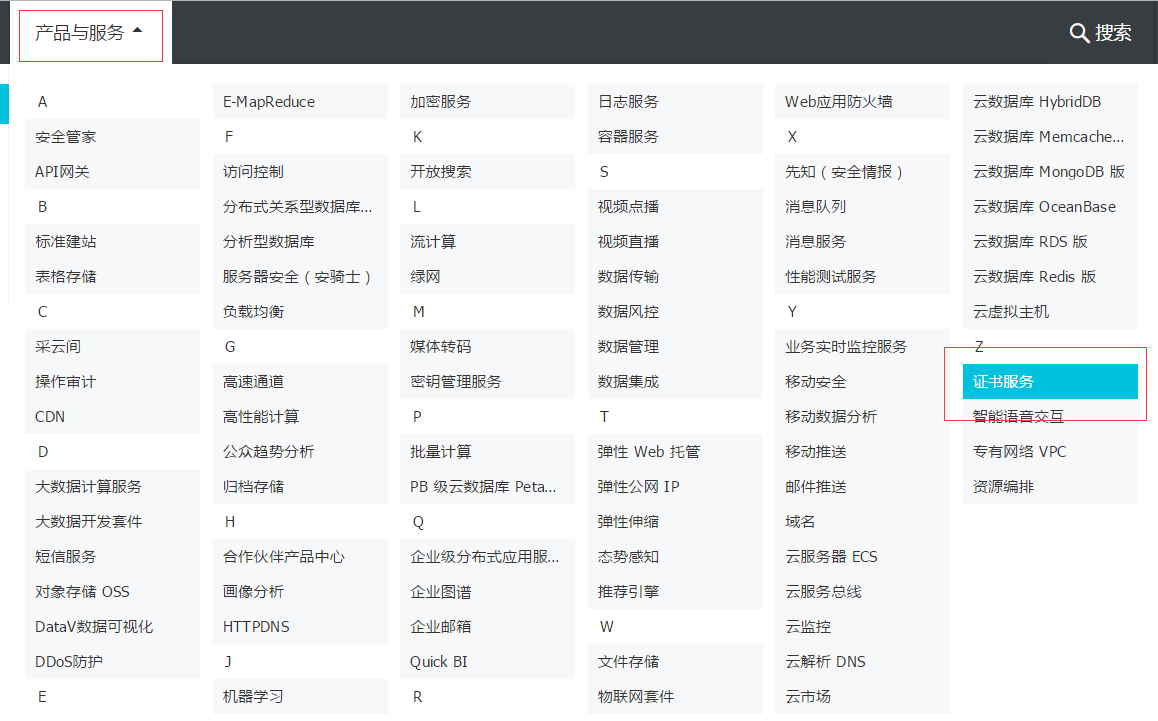 产品与服务
搜索
A
安全管家
API网关
B
标准建站
表格存储
C
采云间
操作审计
CDN
D
大数据计算服务
大数据开发套件
短信服务
对象存储 OSS
DataV数据可视化
DDoS防护
E
E-MapReduce
F
访问控制
分布式关系型数据库...
分析型数据库
服务器安全（安骑士）
负载均衡
G
高速通道
高性能计算
公众趋势分析
归档存储
H
合作伙伴产品中心
画像分析
HTTPDNS
J
机器学习
加密服务
K
开放搜索
L
流计算
绿网
M
媒体转码
密钥管理服务
P
批量计算
PB 级云数据库 Peta...
Q
企业级分布式应用服...
企业图谱
企业邮箱
Quick BI
R
日志服务
容器服务
S
视频点播
视频直播
数据传输
数据风控
数据管理
数据集成
T
弹性 Web 托管
弹性公网 IP
弹性伸缩
态势感知
推荐引擎
W
文件存储
物联网套件
Web应用防火墙
X
先知（安全情报）
消息队列
消息服务
性能测试服务
Y
业务实时监控服务
移动安全
移动数据分析
移动推送
邮件推送
域名
云服务器 ECS
云服务总线
云监控
云解析 DNS
云市场
云数据库 HybridDB
云数据库 Memcache...
云数据库 MongoDB 版
云数据库 OceanBase
云数据库 RDS 版
云数据库 Redis 版
云虚拟主机
Z
证书服务
智能语音交互
专有网络 VPC
资源编排